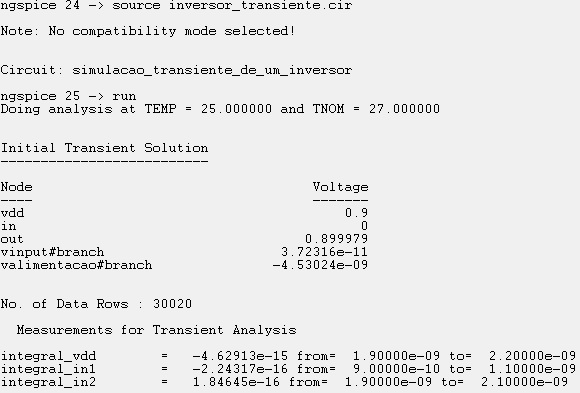 ngspice 24 -> source inversor_transiente.cir
Note: No compatibility mode selected!
Circuit: simulacao_transiente_de_um_inversor
ngspice 25 -> run
Doing analysis at TEMP = 25.000000 and TNOM = 27.000000
Initial Transient Solution
--------------------------
Node Voltage
---- -------
vdd 0.9
in 0
out 0.899979
vinput#branch 3.72316e-11
valimentacao#branch -4.53024e-09
No. of Data Rows : 30020
Measurements for Transient Analysis
integral_vdd = -4.62913e-15 from= 1.90000e-09 to= 2.20000e-09
integral_in1 = -2.24317e-16 from= 9.00000e-10 to= 1.10000e-09
integral_in2 = 1.84645e-16 from= 1.90000e-09 to= 2.10000e-09